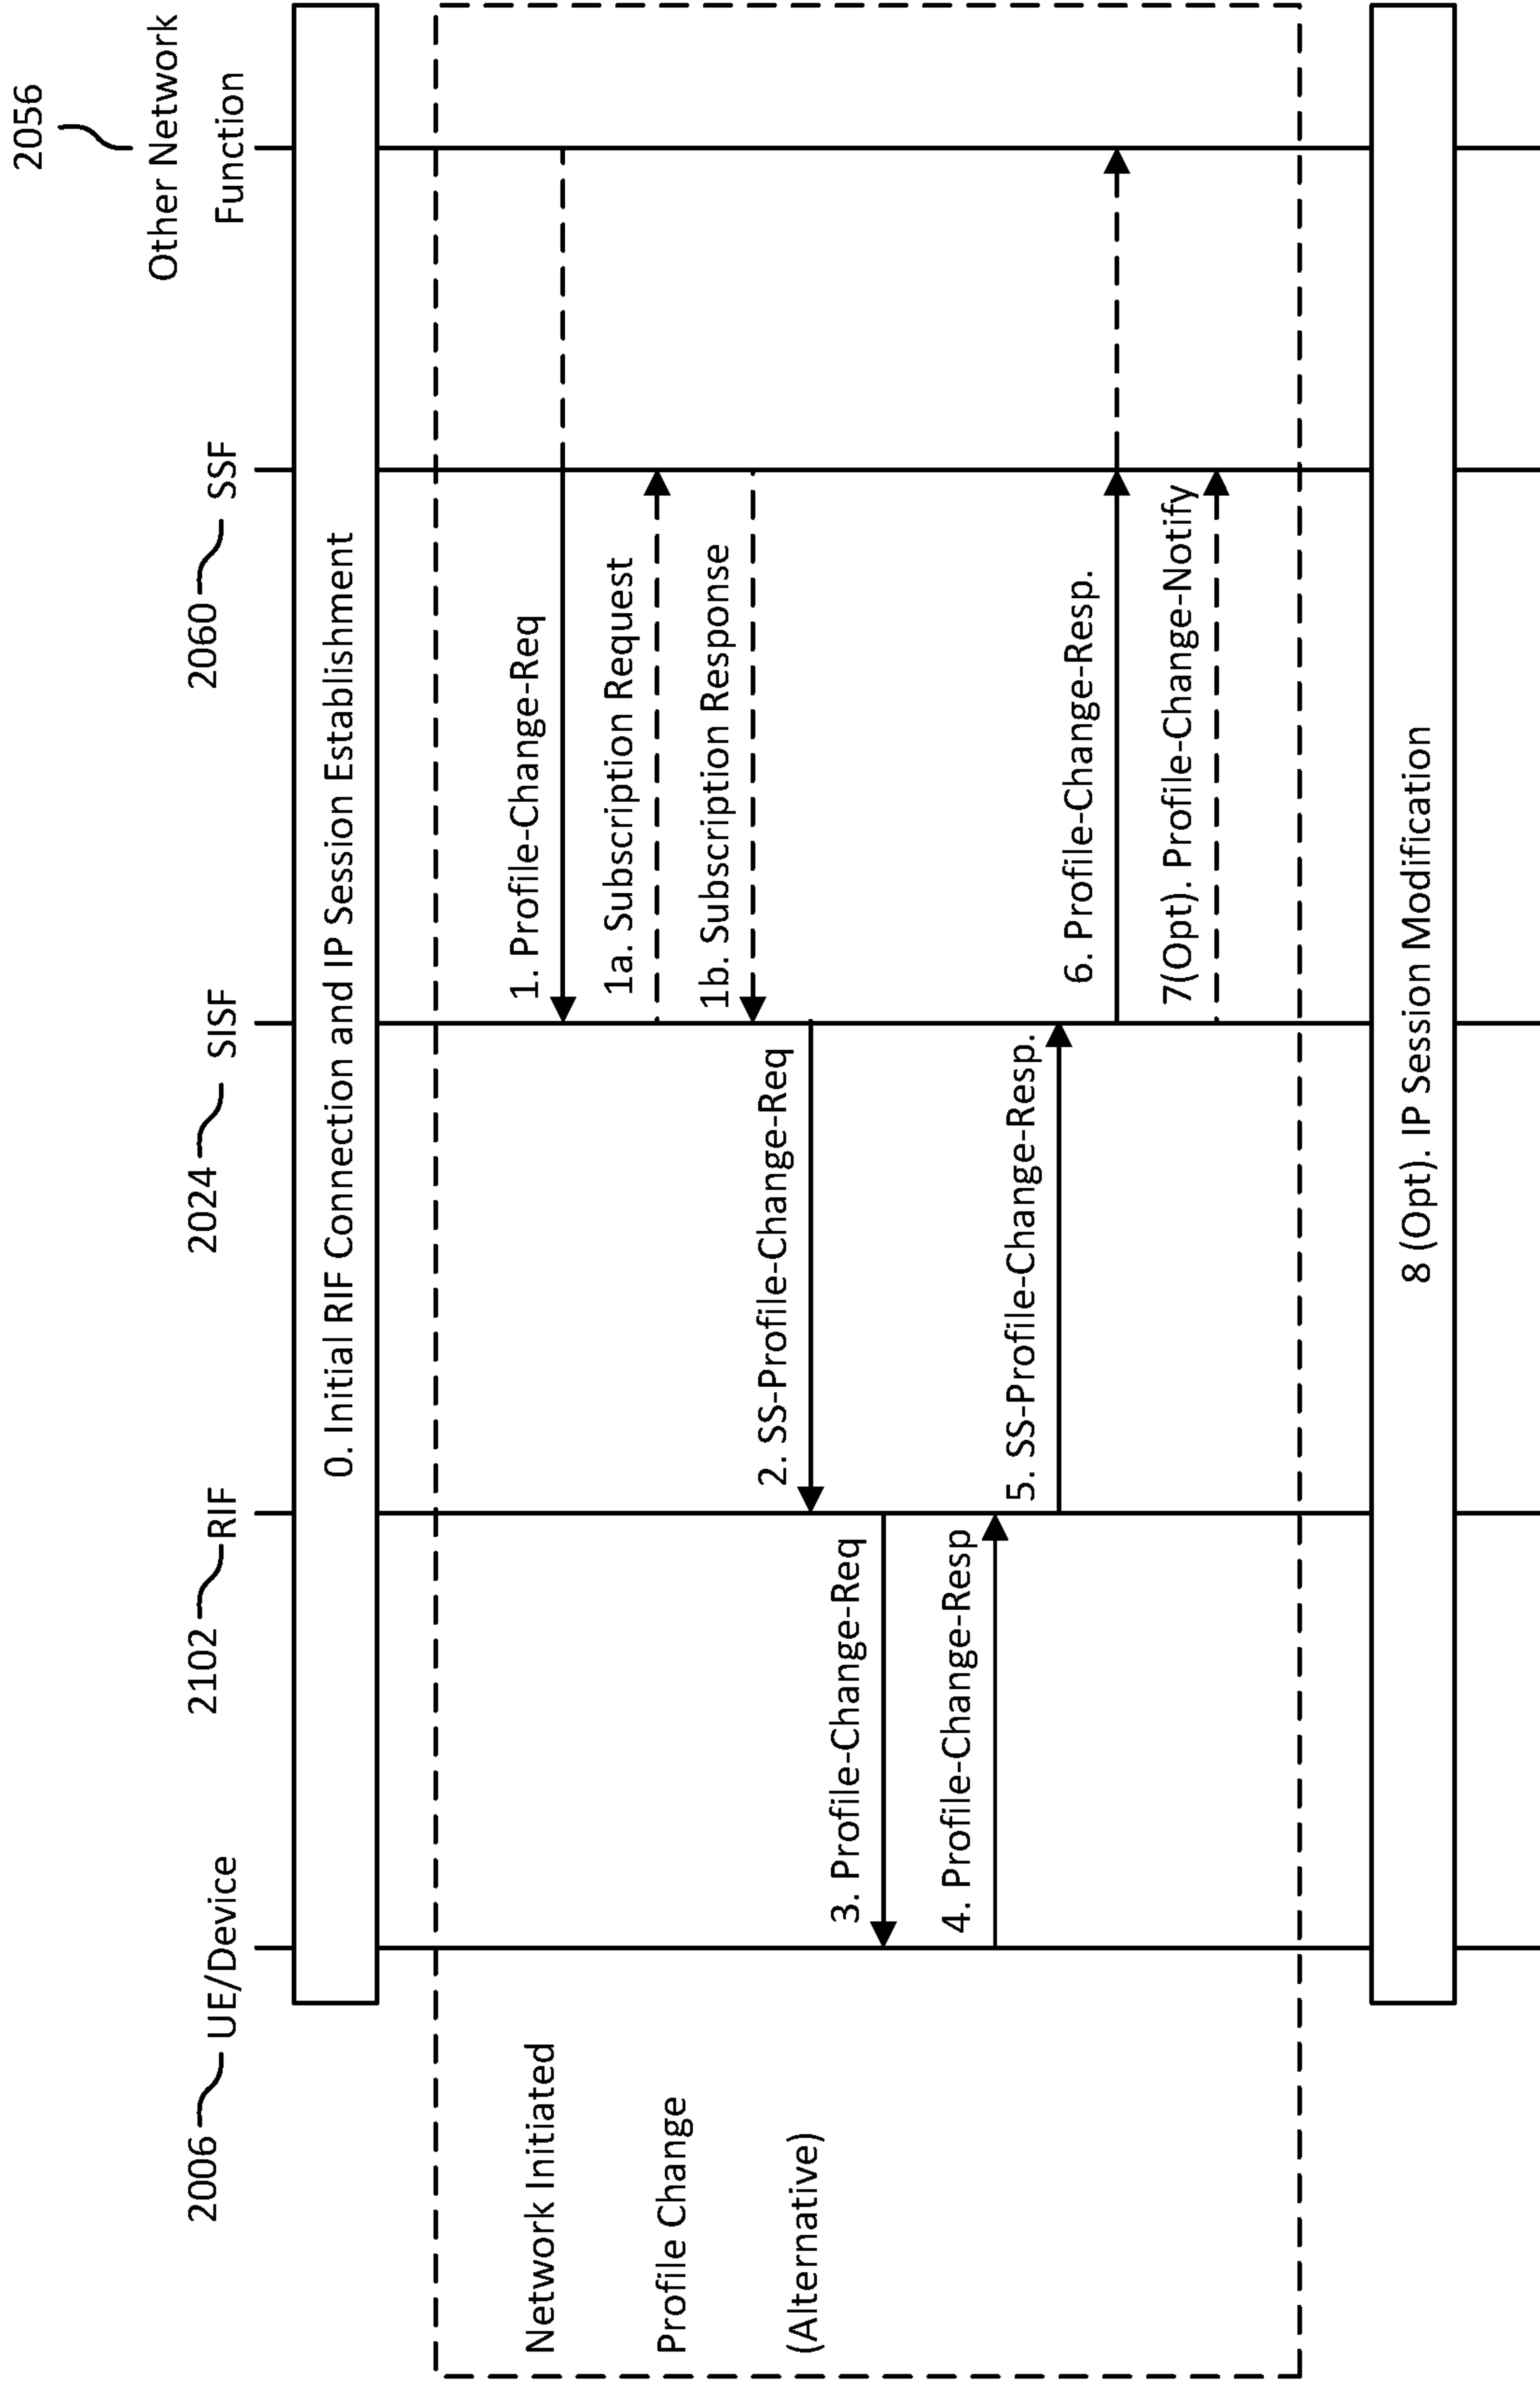 2056
Other Network
Function
2006
UE/Device
2102
RIF
2024
SISF
2060
SSF
0. Initial RIF Connection and IP Session Establishment
Network Initiated
Profile Change
(Alternative)
1. Profile-Change-Req
1a. Subscription Request
1b. Subscription Response
2. SS-Profile-Change-Req
3. Profile-Change-Req
4. Profile-Change-Resp
5. SS-Profile-Change-Resp.
6. Profile-Change-Resp.
7(Opt). Profile-Change-Notify
8 (Opt). IP Session Modification